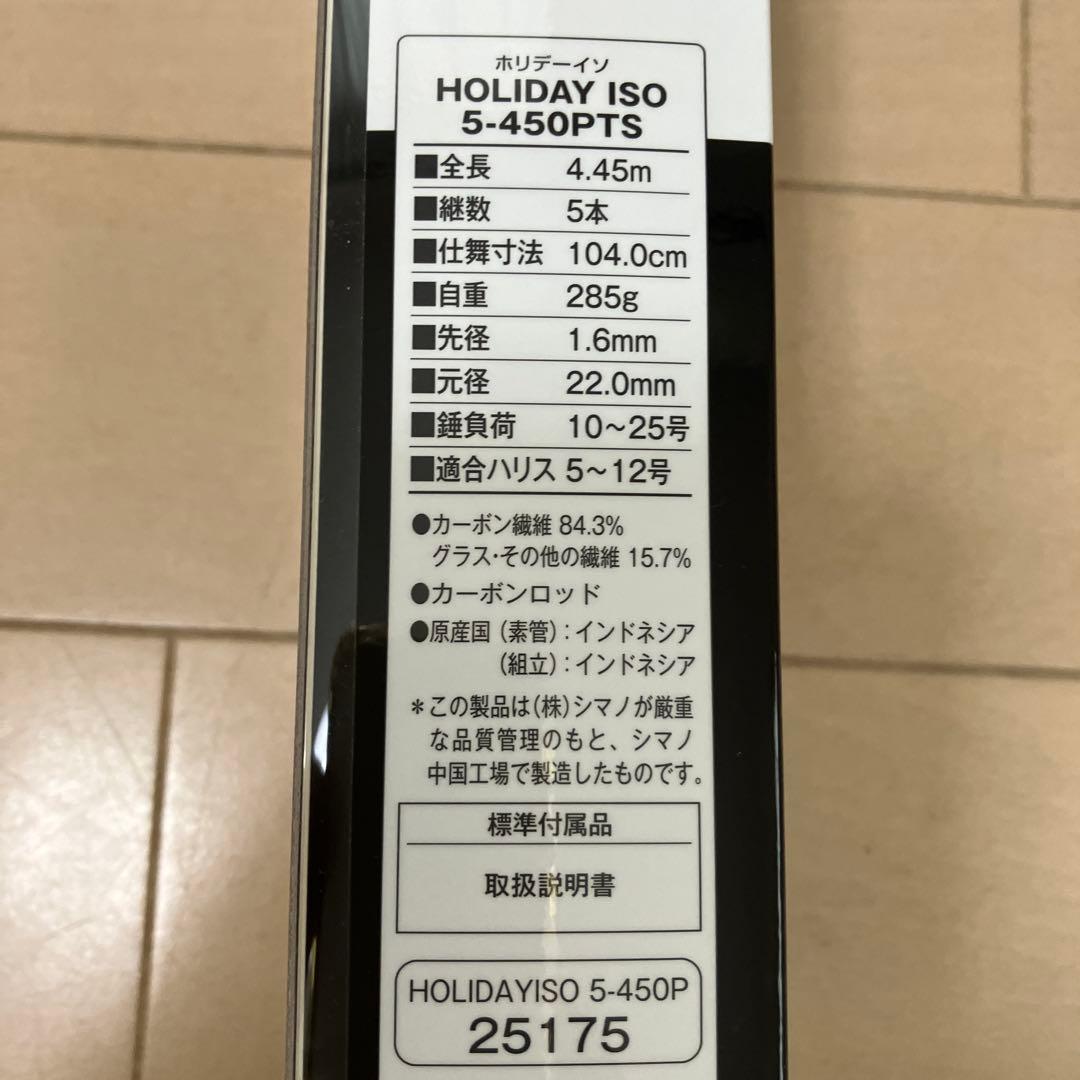 ホリデーイソ
HOLIDAY ISO
5-450PTS
■全長 4.45m
■継数 5本
■仕舞寸法 104.0cm
■自重 285g
■先径 1.6mm
■元径 22.0mm
■錘負荷 10～25号
■適合ハリス 5～12号
●カーボン繊維 84.3%
グラス・その他の繊維 15.7%
●カーボンロッド
●原産国（素管）：インドネシア
（組立）：インドネシア
＊この製品は(株)シマノが厳重
な品質管理のもと、シマノ
中国工場で製造したものです。
標準付属品
取扱説明書
HOLIDAYISO 5-450P
25175